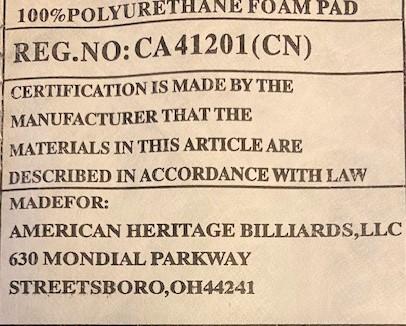 100%POLYURETHANE FOAM PAD
REG.NO:CA41201(CN)
CERTIFICATION IS MADE BY THE
MANUFACTURER THAT THE
MATERIALS IN THIS ARTICLE ARE
DESCRIBED IN ACCORDANCE WITH LAW
MADEFOR:
AMERICAN HERITAGE BILLIARDS,LLC
630 MONDIAL PARKWAY
STREETSBORO,OH44241